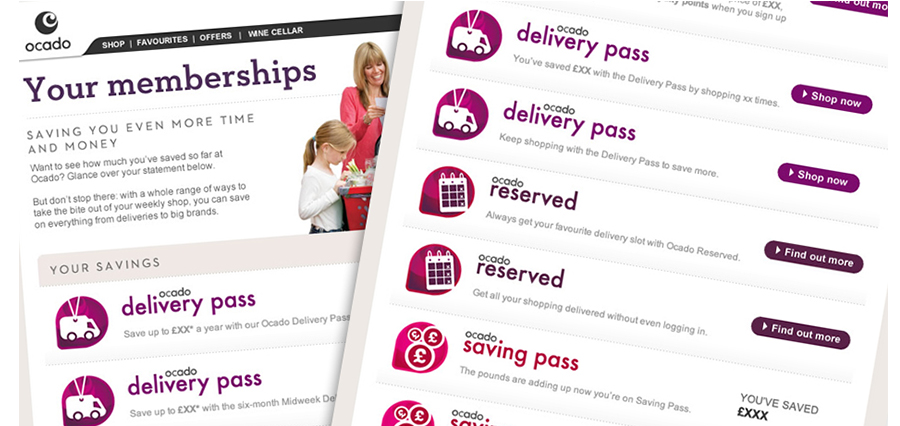 ocado
SHOP | FAVOURITES | OFFERS | WINE CELLAR
Your memberships
SAVING YOU EVEN MORE TIME
AND MONEY
Want to see how much you've saved so far at
Ocado? Glance over your statement below.
But don't stop there: with a whole range of ways to
take the bite out of your weekly shop, you can save
on everything from deliveries to big brands.
YOUR SAVINGS
ocado
delivery pass
Save up to £XX* a year with our Ocado Delivery Pass
ocado
delivery pass
Save up to £XX* with the six-month Midweek
of £XX,
points when you sign up
Find out mo
ocado
delivery pass
You've saved £XX with the Delivery Pass by shopping xx times.
Shop now
ocado
delivery pass
Keep shopping with the Delivery Pass to save more.
Shop now
ocado
reserved
Always get your favourite delivery slot with Ocado Reserved.
Find out more
ocado
reserved
Get all your shopping delivered without even logging in.
Find out more
£
£
£
ocado
saving pass
The pounds are adding up now you're on Saving Pass.
YOU'VE SAVED
£XXX
£
£
ocado
saving pass